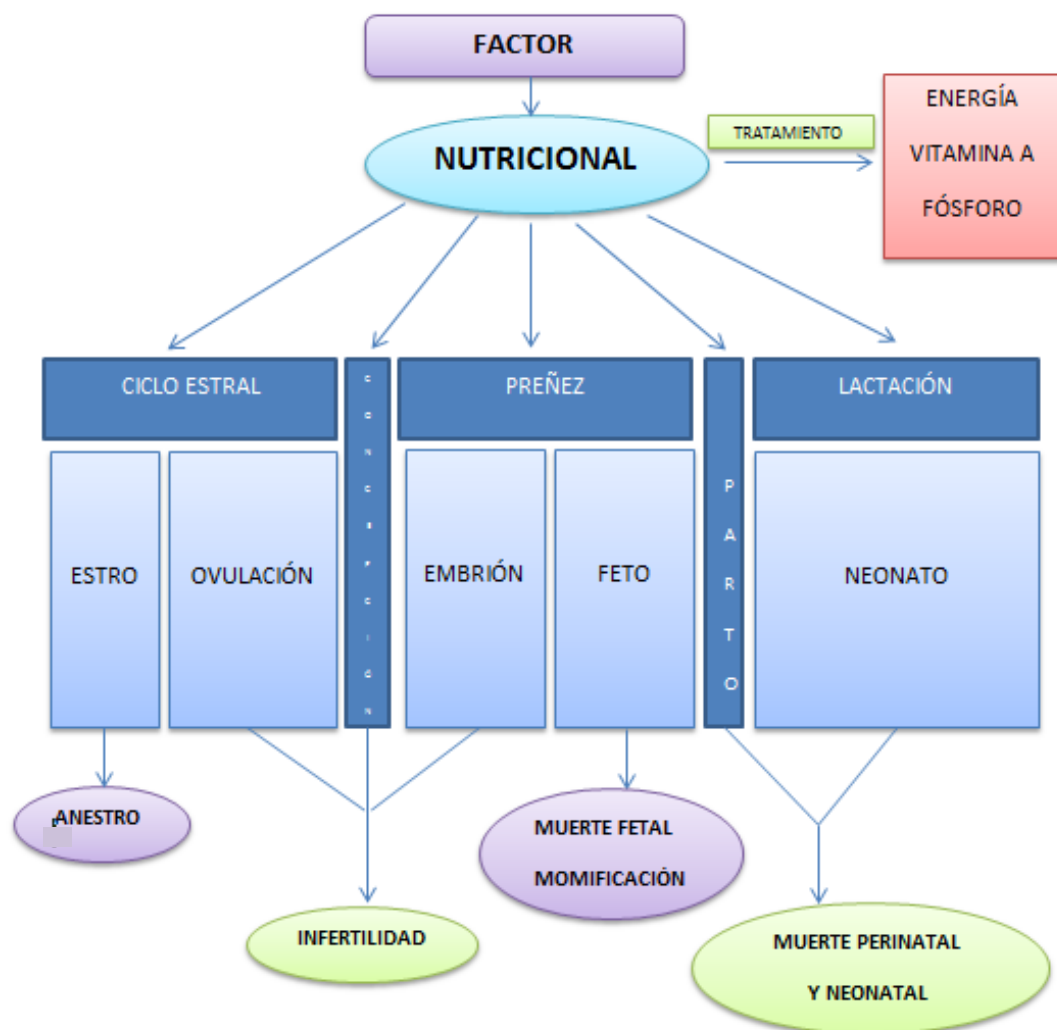 FACTOR
NUTRICIONAL
TRATAMIENTO
ENERGÍA
VITAMINA A
FÓSFORO
CICLO ESTRAL
CONCEPCIÓN
PREÑEZ
PARTO
LACTACIÓN
ESTRO
OVULACIÓN
EMBRIÓN
FETO
NEONATO
ANESTRO
INFERTILIDAD
MUERTE FETAL
MOMIFICACIÓN
MUERTE PERINATAL
Y NEONATAL